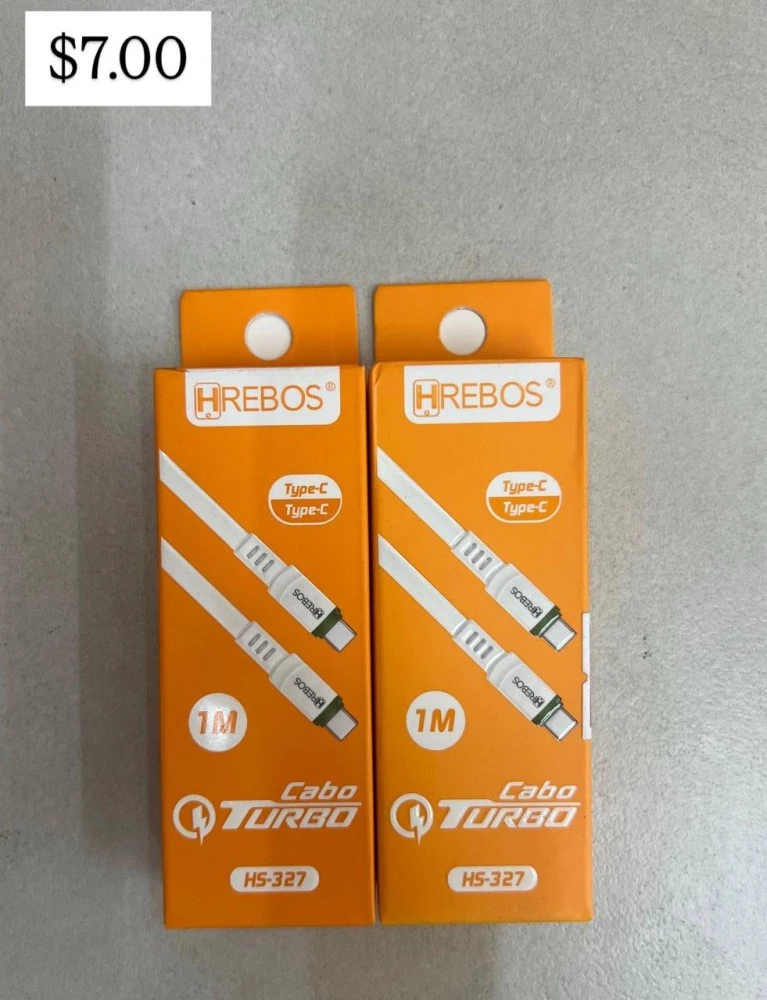 $7.00
HREBOS®
Type-C
Type-C
HREBOS
HREBOS
1M
Cabo
TURBO
HS-327
HREBOS®
Type-C
Type-C
HREBOS
HREBOS
1M
Cabo
TURBO
HS-327